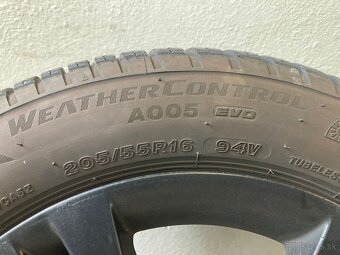 WEATHERCONTROL
A005 EVO
205/55R16 94V
TUBELESS